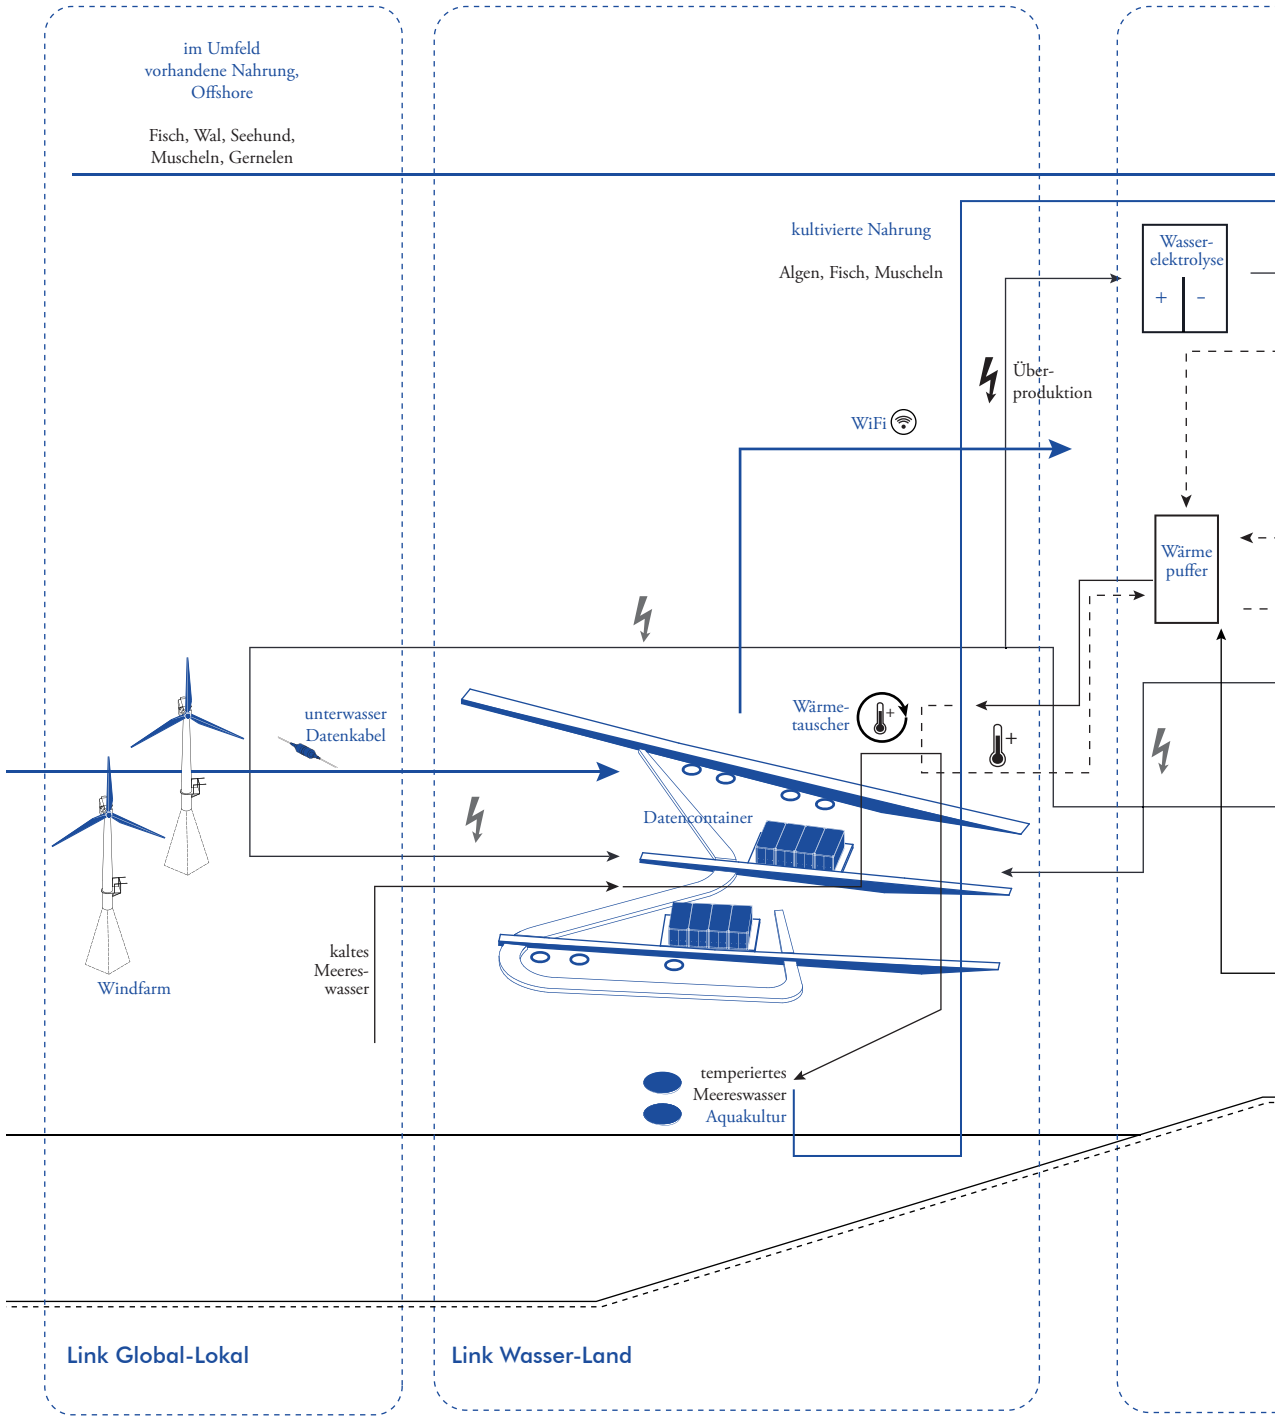 im Umfeld
vorhandene Nahrung,
Offshore
Fisch, Wal, Seehund,
Muscheln, Gernelen
kultivierte Nahrung
Algen, Fisch, Muscheln
Wasser-
elektrolyse
+ –
Über-
produktion
WiFi
Wärme
puffer
unterwasser
Datenkabel
Wärme-
tauscher
+
+
Datencontainer
kaltes
Meeres-
wasser
Windfarm
temperiertes
Meereswasser
Aquakultur
Link Global-Lokal
Link Wasser-Land